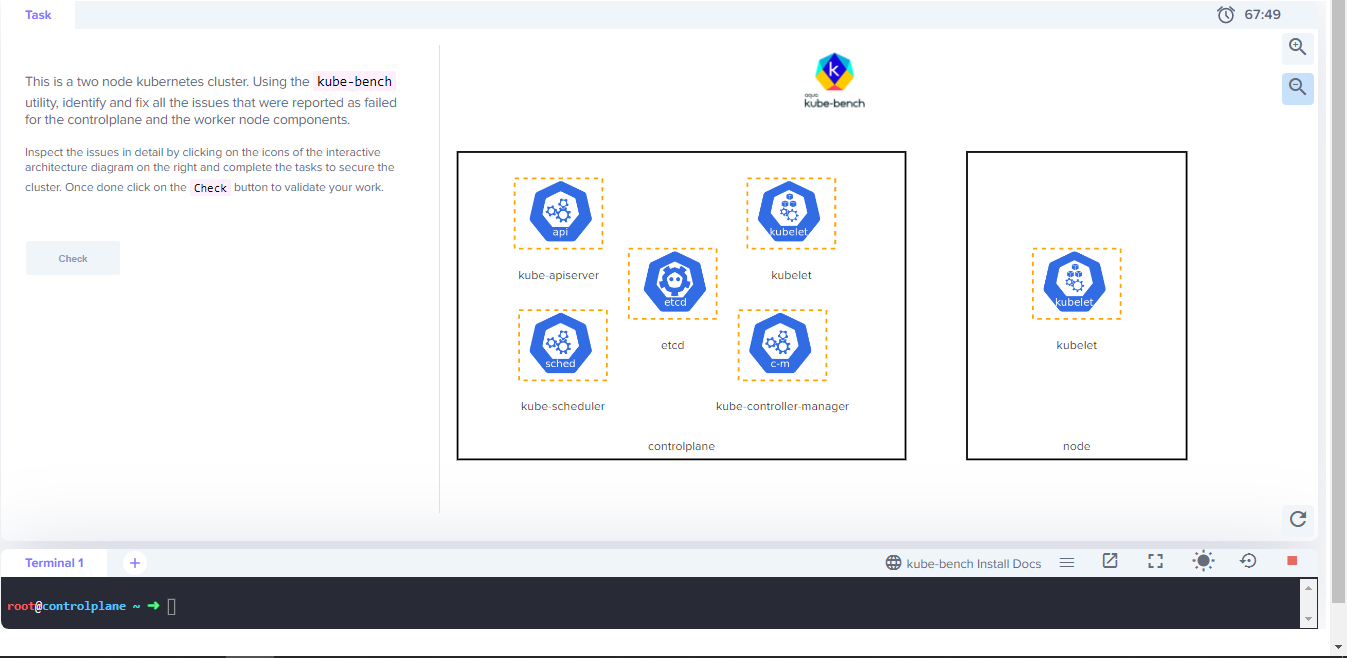 Task
67:49
This is a two node kubernetes cluster. Using the kube-bench
utility, identify and fix all the issues that were reported as failed
for the controlplane and the worker node components.
Inspect the issues in detail by clicking on the icons of the interactive
architecture diagram on the right and complete the tasks to secure the
cluster. Once done click on the Check button to validate your work.
Check
aqua
kube-bench
api
kube-apiserver
kubelet
kubelet
etcd
etcd
sched
kube-scheduler
c-m
kube-controller-manager
controlplane
kubelet
kubelet
node
Terminal 1
+
kube-bench Install Docs
root@controlplane ~ ➜